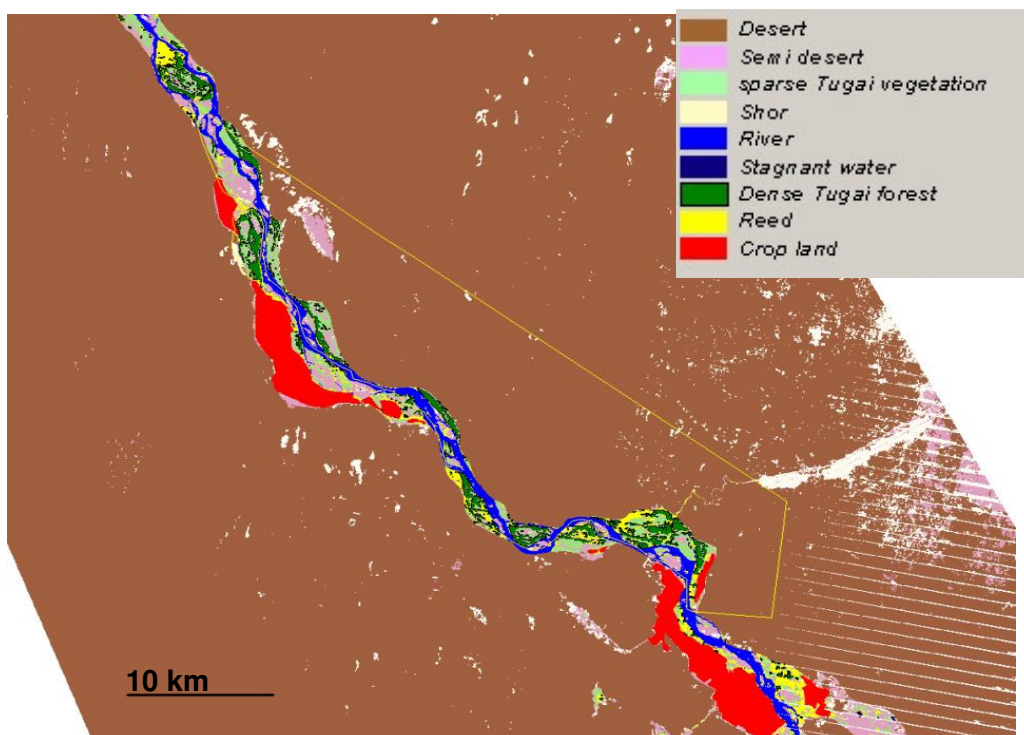 Desert
Semi desert
sparse Tugai vegetation
Shor
River
Stagnant water
Dense Tugai forest
Reed
Crop land
10 km